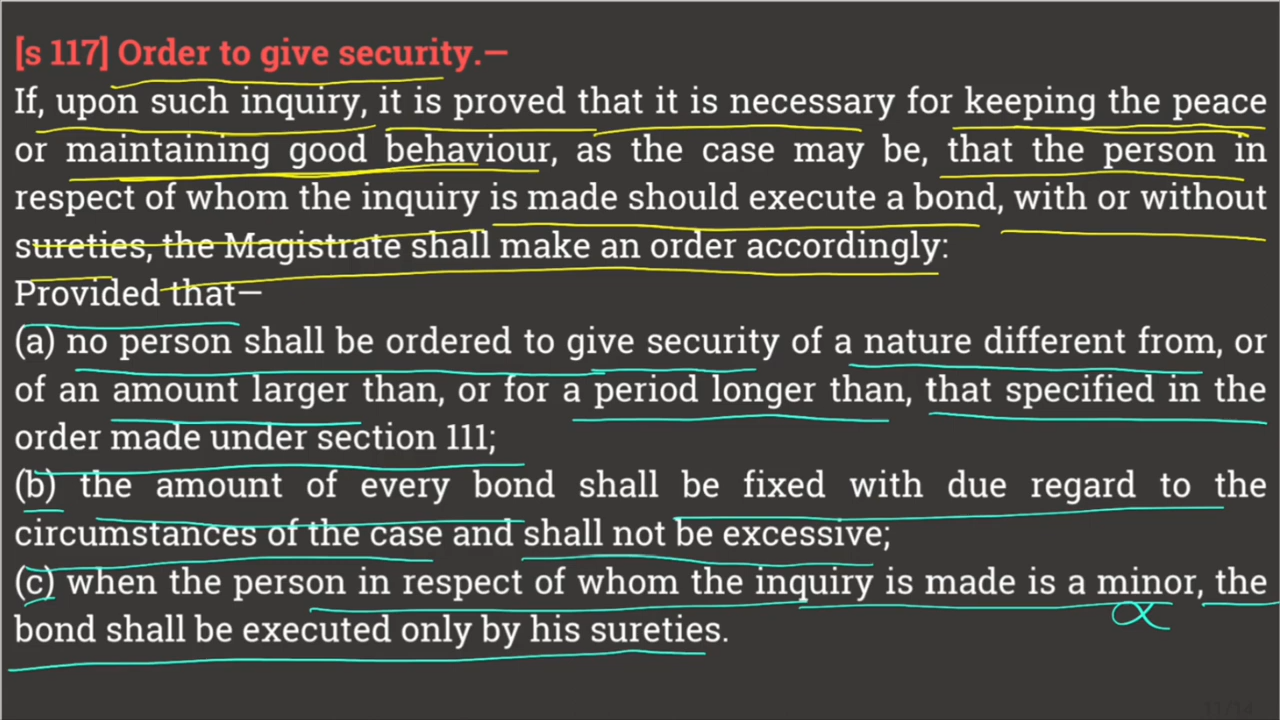 [s 117] Order to give security.—
If, upon such inquiry, it is proved that it is necessary for keeping the peace
or maintaining good behaviour, as the case may be, that the person in
respect of whom the inquiry is made should execute a bond, with or without
sureties, the Magistrate shall make an order accordingly:
Provided that—
(a) no person shall be ordered to give security of a nature different from, or
of an amount larger than, or for a period longer than, that specified in the
order made under section 111;
(b) the amount of every bond shall be fixed with due regard to the
circumstances of the case and shall not be excessive;
(c) when the person in respect of whom the inquiry is made is a minor, the
bond shall be executed only by his sureties.